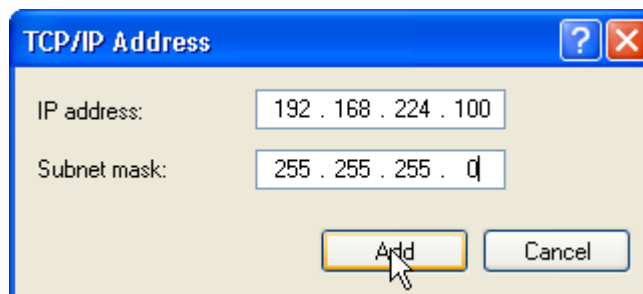 TCP/IP Address
IP address: 192 . 168 . 224 . 100
Subnet mask: 255 . 255 . 255 . 0
Add Cancel